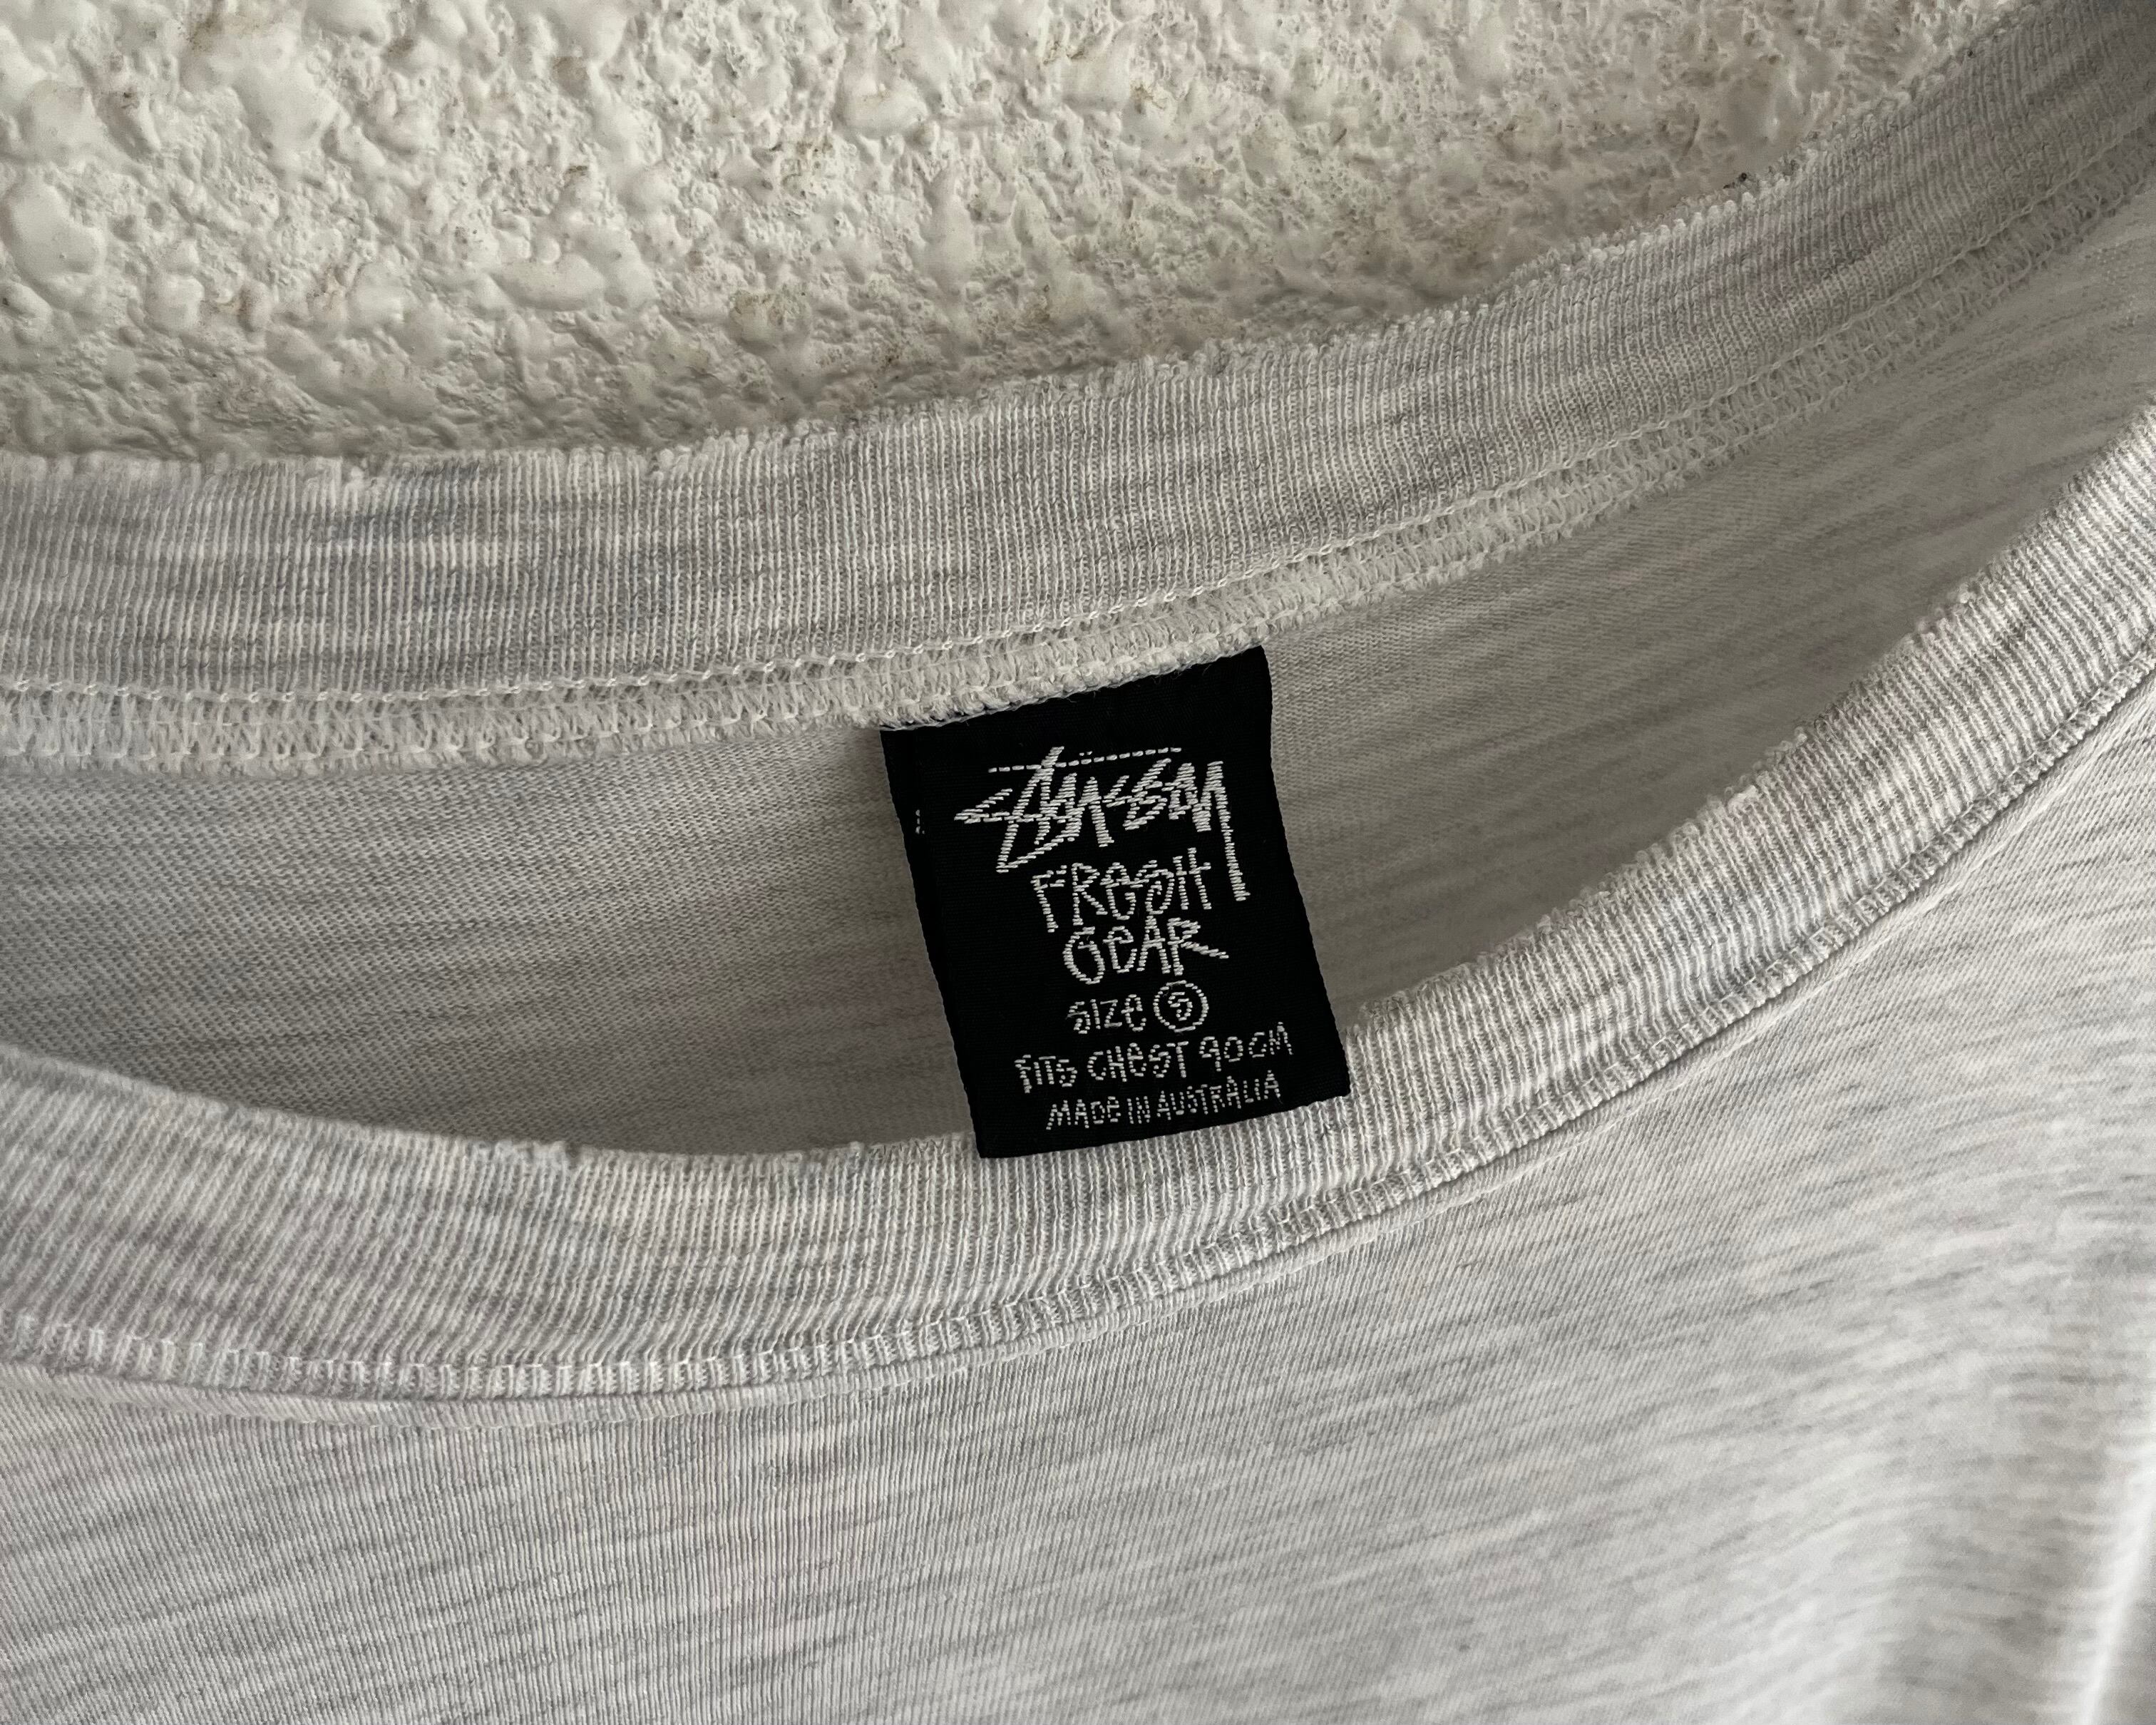 Stüssy
FRESH
GEAR
SIZE S
FITS CHEST 90CM
MADE IN AUSTRALIA